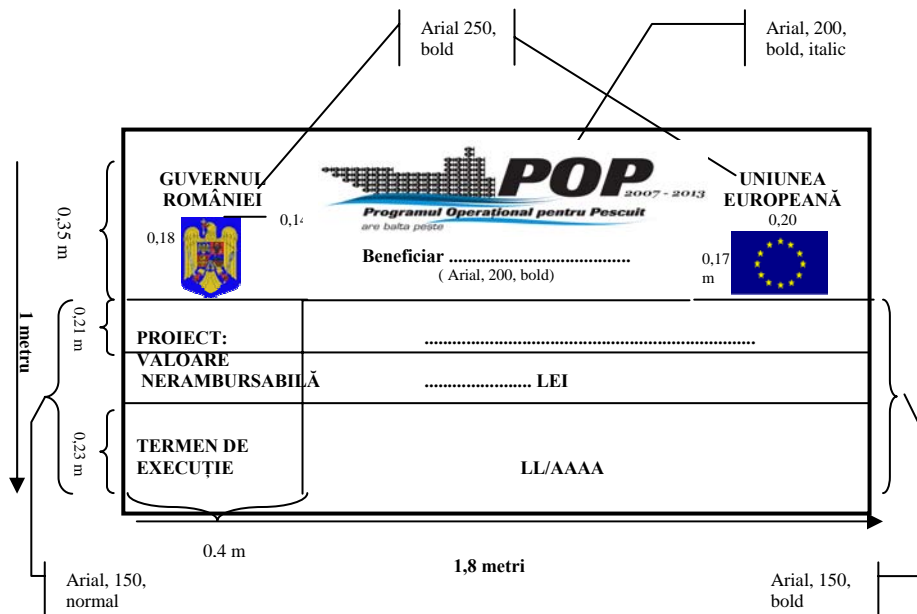 Arial 250,
bold
Arial, 200,
bold, italic
GUVERNUL
ROMÂNIEI
POP
2007 - 2013
Programul Operațional pentru Pescuit
are balta pește
UNIUNEA
EUROPEANĂ
0,18
0,14
0,20
0,17
m
Beneficiar ......................................
( Arial, 200, bold)
0,35 m
1 metru
0,21 m
PROIECT:
.....................................................................
VALOARE
NERAMBURSABILĂ
....................... LEI
0,23 m
TERMEN DE
EXECUȚIE
LL/AAAA
0.4 m
1,8 metri
Arial, 150,
normal
Arial, 150,
bold